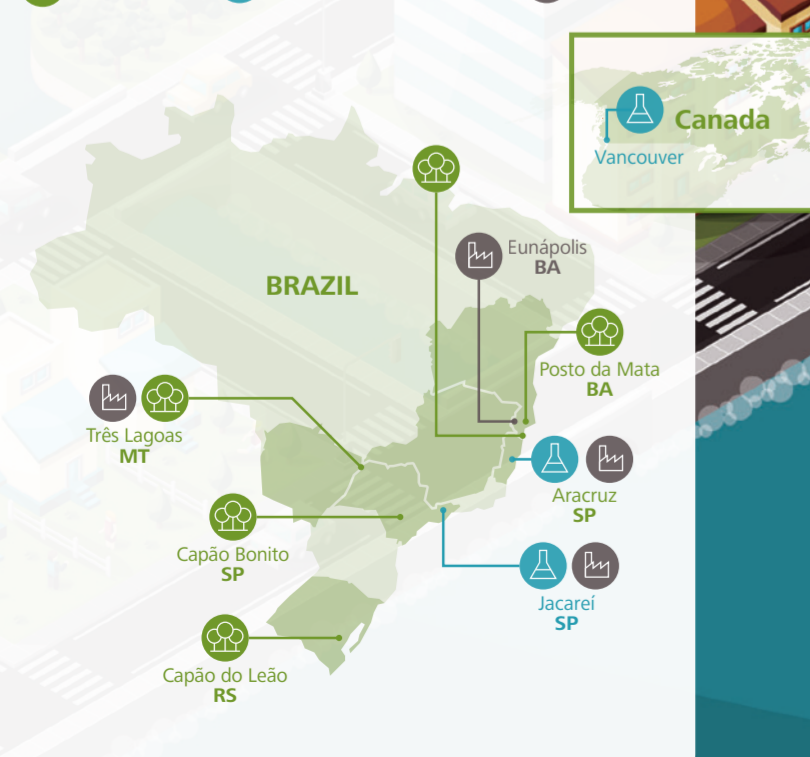 Canada
Vancouver
Eunápolis
BA
BRAZIL
Posto da Mata
BA
Três Lagoas
MT
Aracruz
SP
Capão Bonito
SP
Jacareí
SP
Capão do Leão
RS